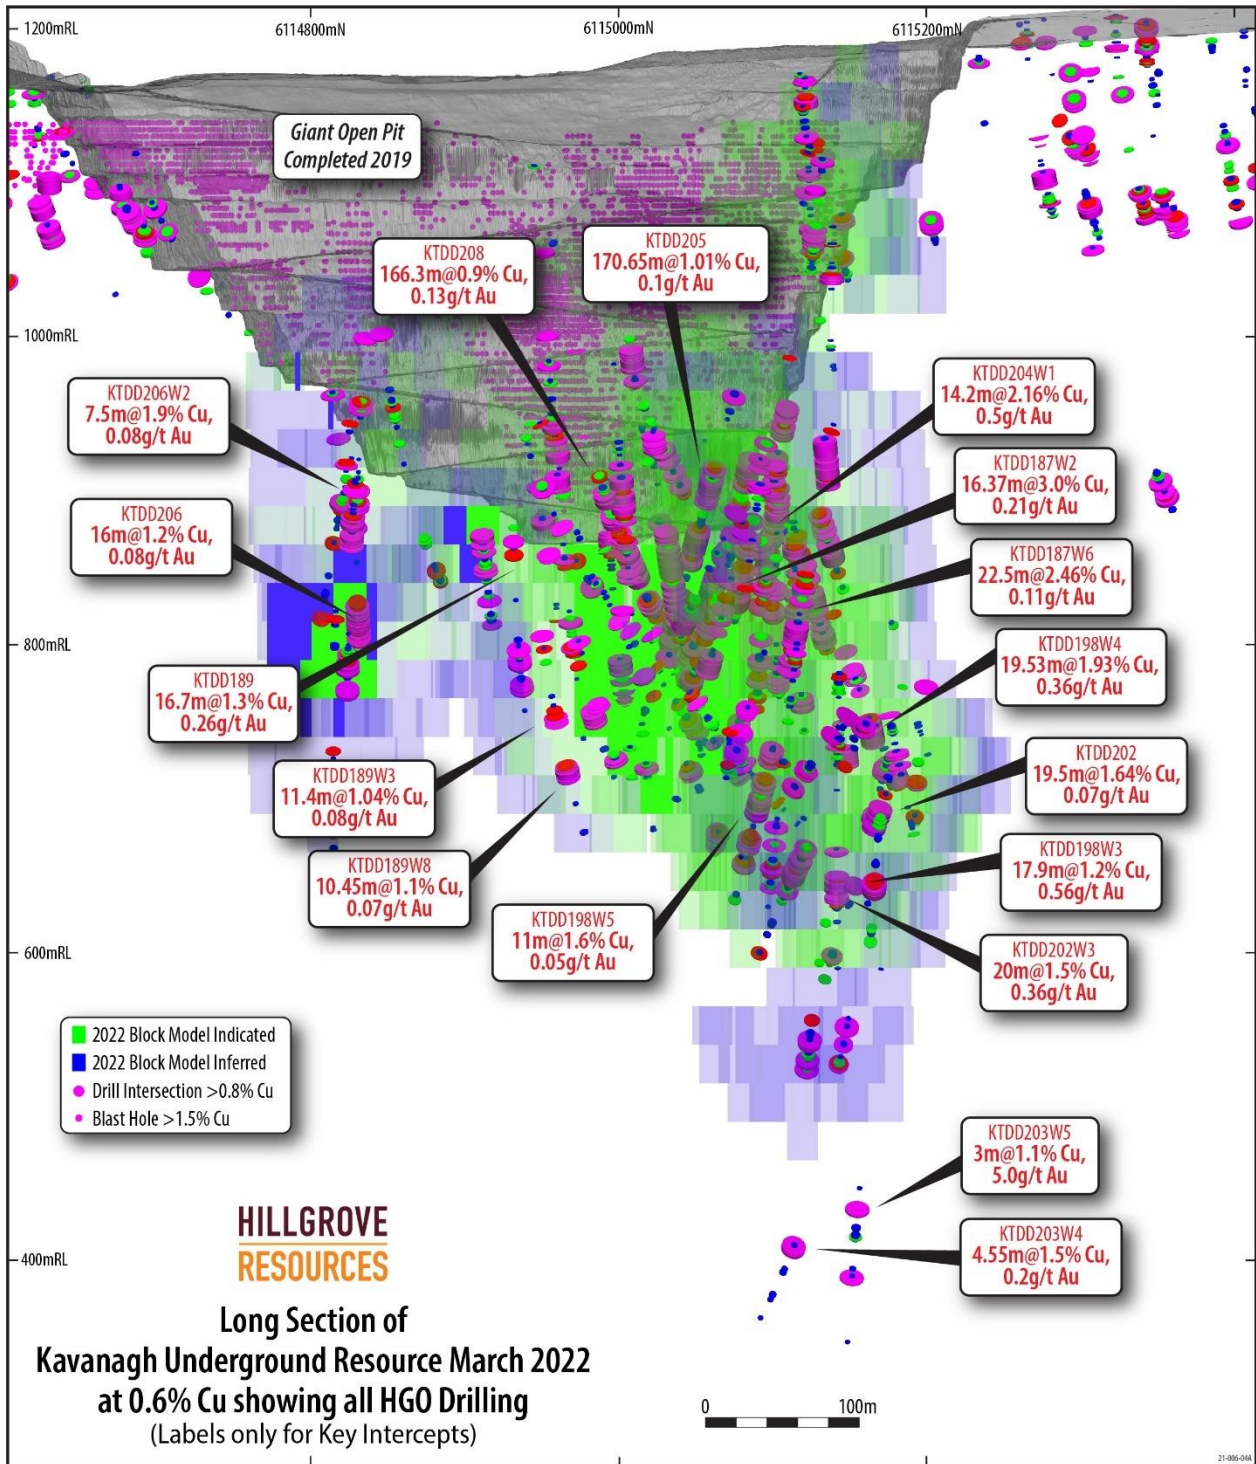 1200mRL
6114800mN
6115000mN
6115200mN
Giant Open Pit
Completed 2019
KTDD208
166.3m@0.9% Cu,
0.13g/t Au
KTDD205
170.65m@1.01% Cu,
0.1g/t Au
1000mRL
KTDD206W2
7.5m@1.9% Cu,
0.08g/t Au
KTDD204W1
14.2m@2.16% Cu,
0.5g/t Au
KTDD187W2
16.37m@3.0% Cu,
0.21g/t Au
KTDD206
16m@1.2% Cu,
0.08g/t Au
KTDD187W6
22.5m@2.46% Cu,
0.11g/t Au
800mRL
KTDD198W4
19.53m@1.93% Cu,
0.36g/t Au
KTDD189
16.7m@1.3% Cu,
0.26g/t Au
KTDD202
19.5m@1.64% Cu,
0.07g/t Au
KTDD189W3
11.4m@1.04% Cu,
0.08g/t Au
KTDD198W3
17.9m@1.2% Cu,
0.56g/t Au
KTDD189W8
10.45m@1.1% Cu,
0.07g/t Au
KTDD198W5
11m@1.6% Cu,
0.05g/t Au
600mRL
KTDD202W3
20m@1.5% Cu,
0.36g/t Au
2022 Block Model Indicated
2022 Block Model Inferred
Drill Intersection >0.8% Cu
Blast Hole >1.5% Cu
KTDD203W5
3m@1.1% Cu,
5.0g/t Au
KTDD203W4
4.55m@1.5% Cu,
0.2g/t Au
400mRL
HILLGROVE
RESOURCES
Long Section of
Kavanagh Underground Resource March 2022
at 0.6% Cu showing all HGO Drilling
(Labels only for Key Intercepts)
0 100m
21-006-04A